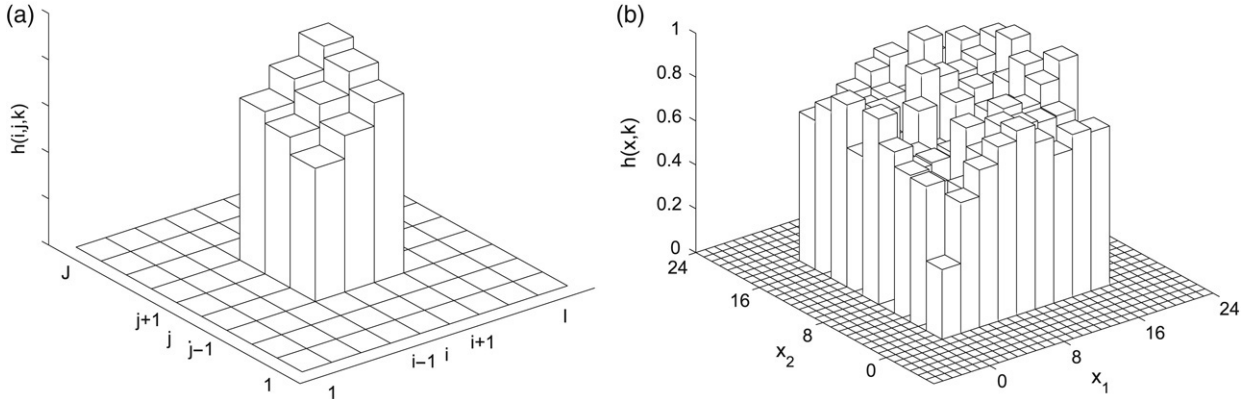 (a)
h(i,j,k)
J
j+1
j
j−1
1
1
i−1
i
i+1
I
(b)
h(x,k)
1
0.8
0.6
0.4
0.2
0
24
16
8
0
x₂
0
8
16
24
x₁